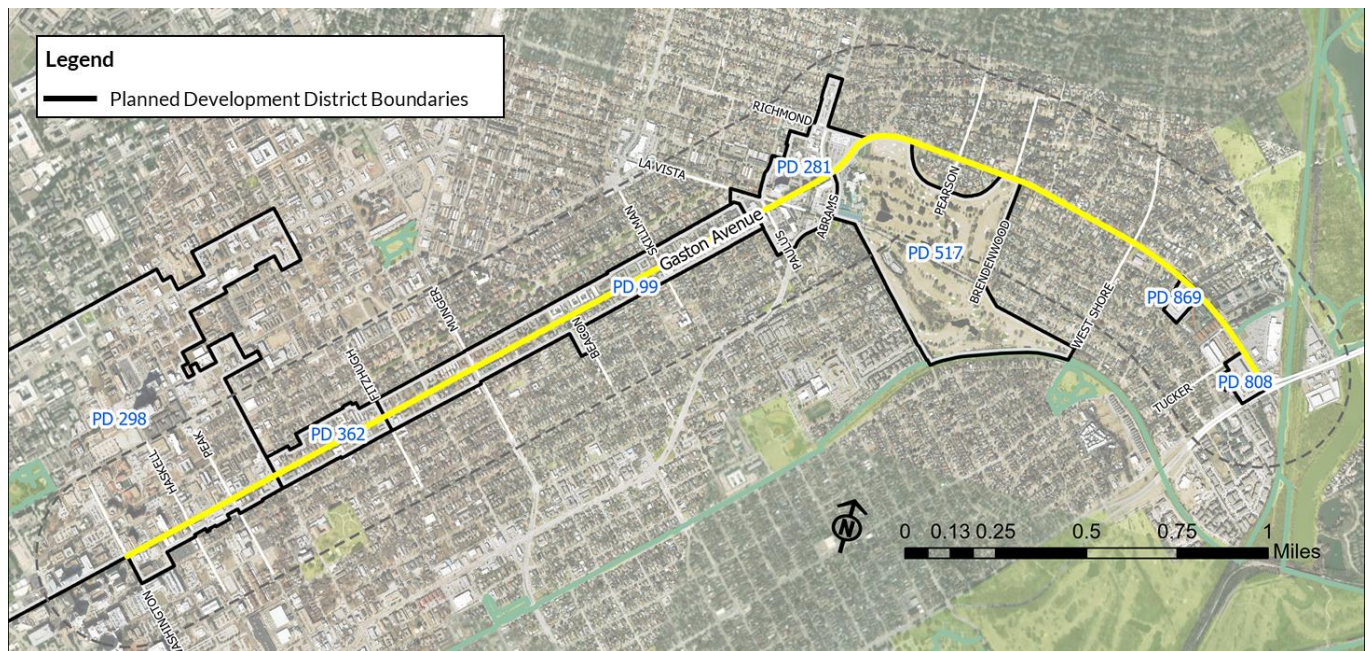 Legend
Planned Development District Boundaries
RICHMOND
LA VISTA
PD 281
PEARSON
ABRAMS
SKILLMAN
Gaston Avenue
PAULUS
PD 517
BRENDENWOOD
PD 99
MUNGER
BEACON
WEST SHORE
PD 869
FITZHUGH
PD 808
TUCKER
PD 298
PD 362
PEAK
HASKELL
WASHINGTON
N
0 0.13 0.25 0.5 0.75 1
Miles